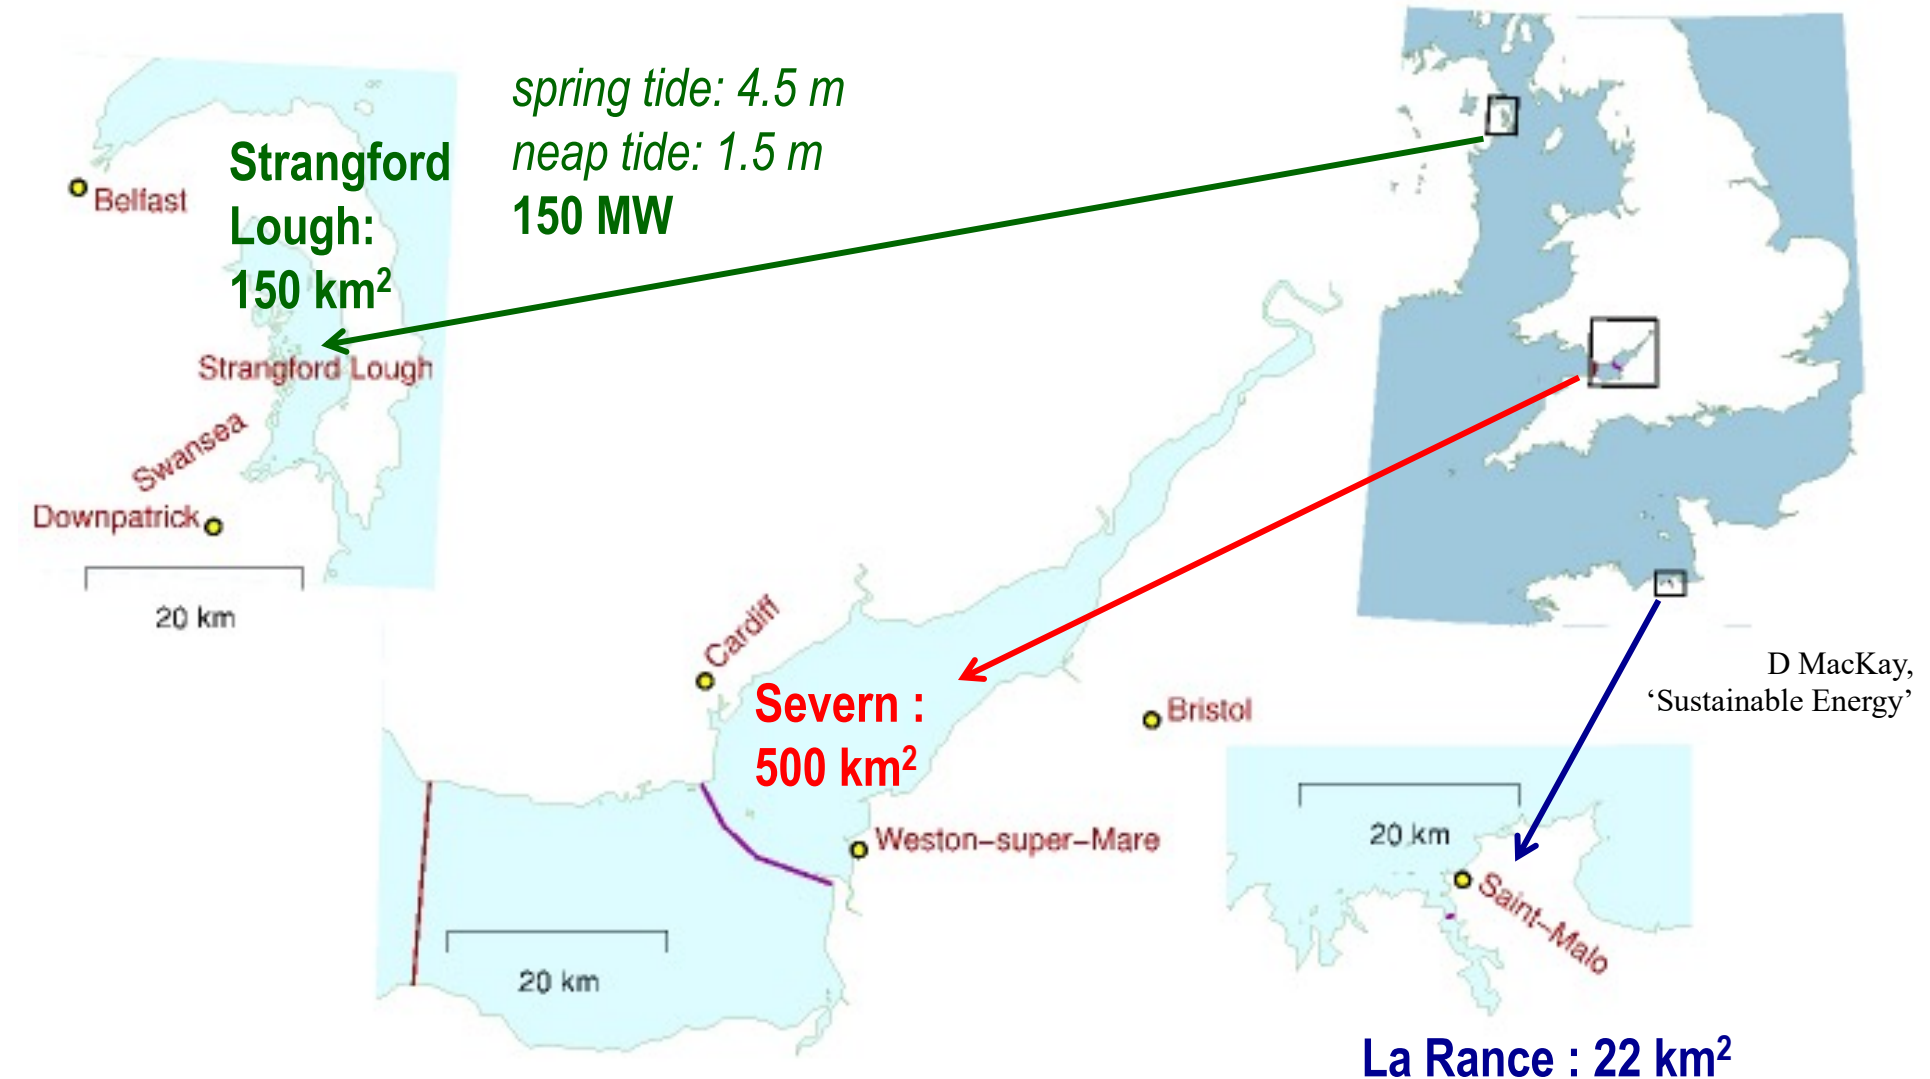 spring tide: 4.5 m
neap tide: 1.5 m
150 MW
Strangford
Lough:
150 km²
Belfast
Strangford Lough
Swansea
Downpatrick
20 km
Cardiff
Severn :
500 km²
Bristol
Weston-super-Mare
20 km
D MacKay,
‘Sustainable Energy’
20 km
Saint-Malo
La Rance : 22 km²